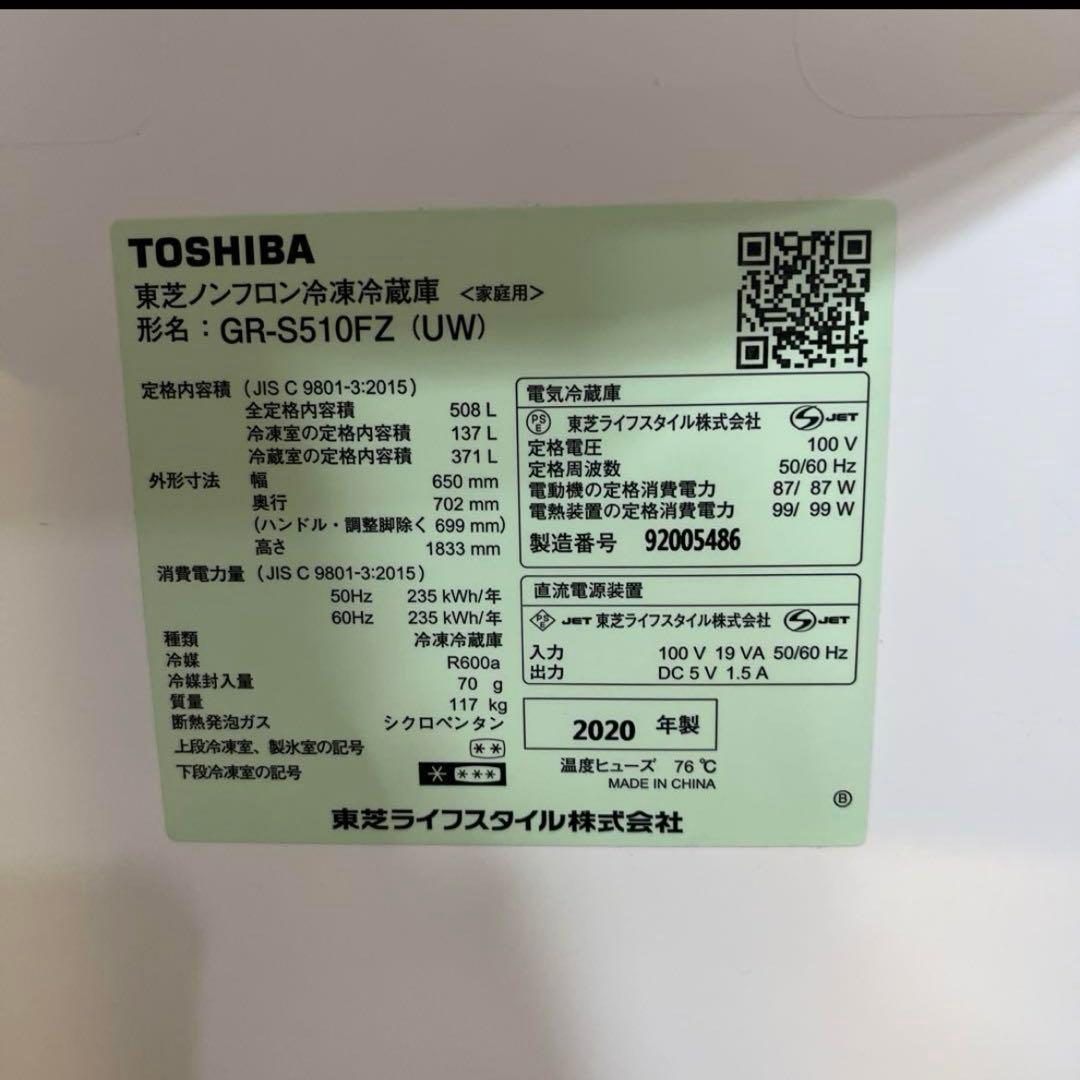 TOSHIBA
東芝ノンフロン冷凍冷蔵庫 <家庭用>
形名:GR-S510FZ (UW)
定格内容積 (JIS C 9801-3:2015)
全定格内容積 508 L
冷凍室の定格内容積 137 L
冷蔵室の定格内容積 371 L
外形寸法 幅 650 mm
奥行 702 mm
(ハンドル・調整脚除く 699 mm)
高さ 1833 mm
消費電力量 (JIS C 9801-3:2015)
50Hz 235 kWh/年
60Hz 235 kWh/年
種類 冷凍冷蔵庫
冷媒 R600a
冷媒封入量 70 g
質量 117 kg
断熱発泡ガス シクロペンタン
上段冷凍室、製氷室の記号 **
下段冷凍室の記号 * ***
電気冷蔵庫
PSE 東芝ライフスタイル株式会社 S JET
定格電圧 100 V
定格周波数 50/60 Hz
電動機の定格消費電力 87/ 87 W
電熱装置の定格消費電力 99/ 99 W
製造番号 92005486
直流電源装置
PSE JET 東芝ライフスタイル株式会社 S JET
入力 100 V 19 VA 50/60 Hz
出力 DC 5 V 1.5 A
2020 年製
温度ヒューズ 76 ℃
MADE IN CHINA
Ⓑ
東芝ライフスタイル株式会社